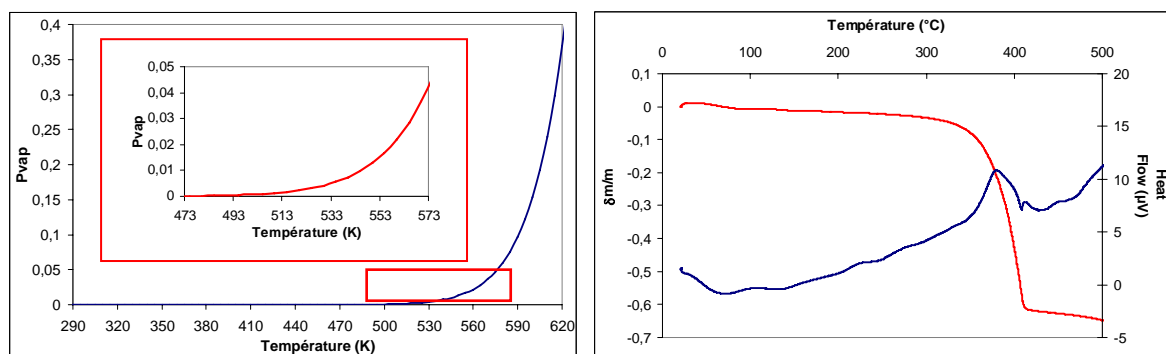 0,4
0,35
0,3
0,25
0,2
0,15
0,1
0,05
0
Pvap
290 320 350 380 410 440 470 500 530 560 590 620
Température (K)
0,05
0,04
0,03
0,02
0,01
0
Pvap
473 493 513 533 553 573
Température (K)
Température (°C)
0 100 200 300 400 500
0,1
0
-0,1
-0,2
-0,3
-0,4
-0,5
-0,6
-0,7
δm/m
20
15
10
5
0
-5
Heat
Flow (µV)